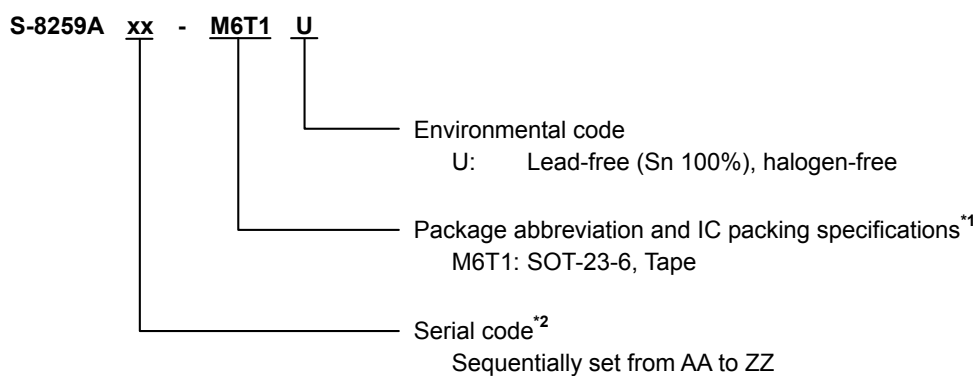 S-8259A xx - M6T1 U
Environmental code
U: Lead-free (Sn 100%), halogen-free
Package abbreviation and IC packing specifications*1
M6T1: SOT-23-6, Tape
Serial code*2
Sequentially set from AA to ZZ